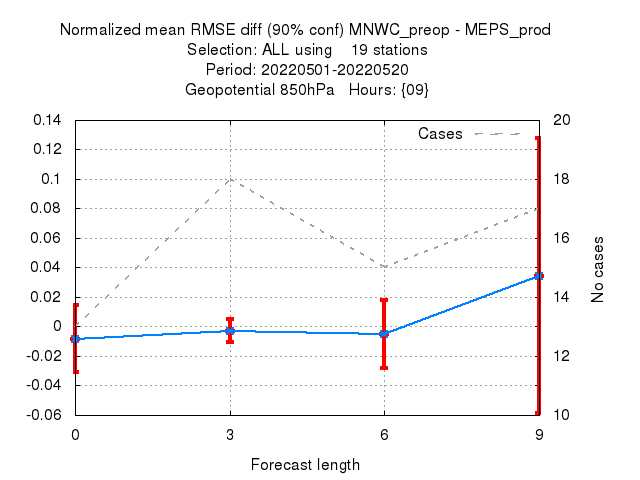 Normalized mean RMSE diff (90% conf) MNWC_preop - MEPS_prod
Selection: ALL using    19 stations
Period: 20220501-20220520
Geopotential 850hPa   Hours: {09}
Cases
0.14
0.12
0.1
0.08
0.06
0.04
0.02
0
-0.02
-0.04
-0.06
20
18
16
14
12
10
No cases
0 3 6 9
Forecast length